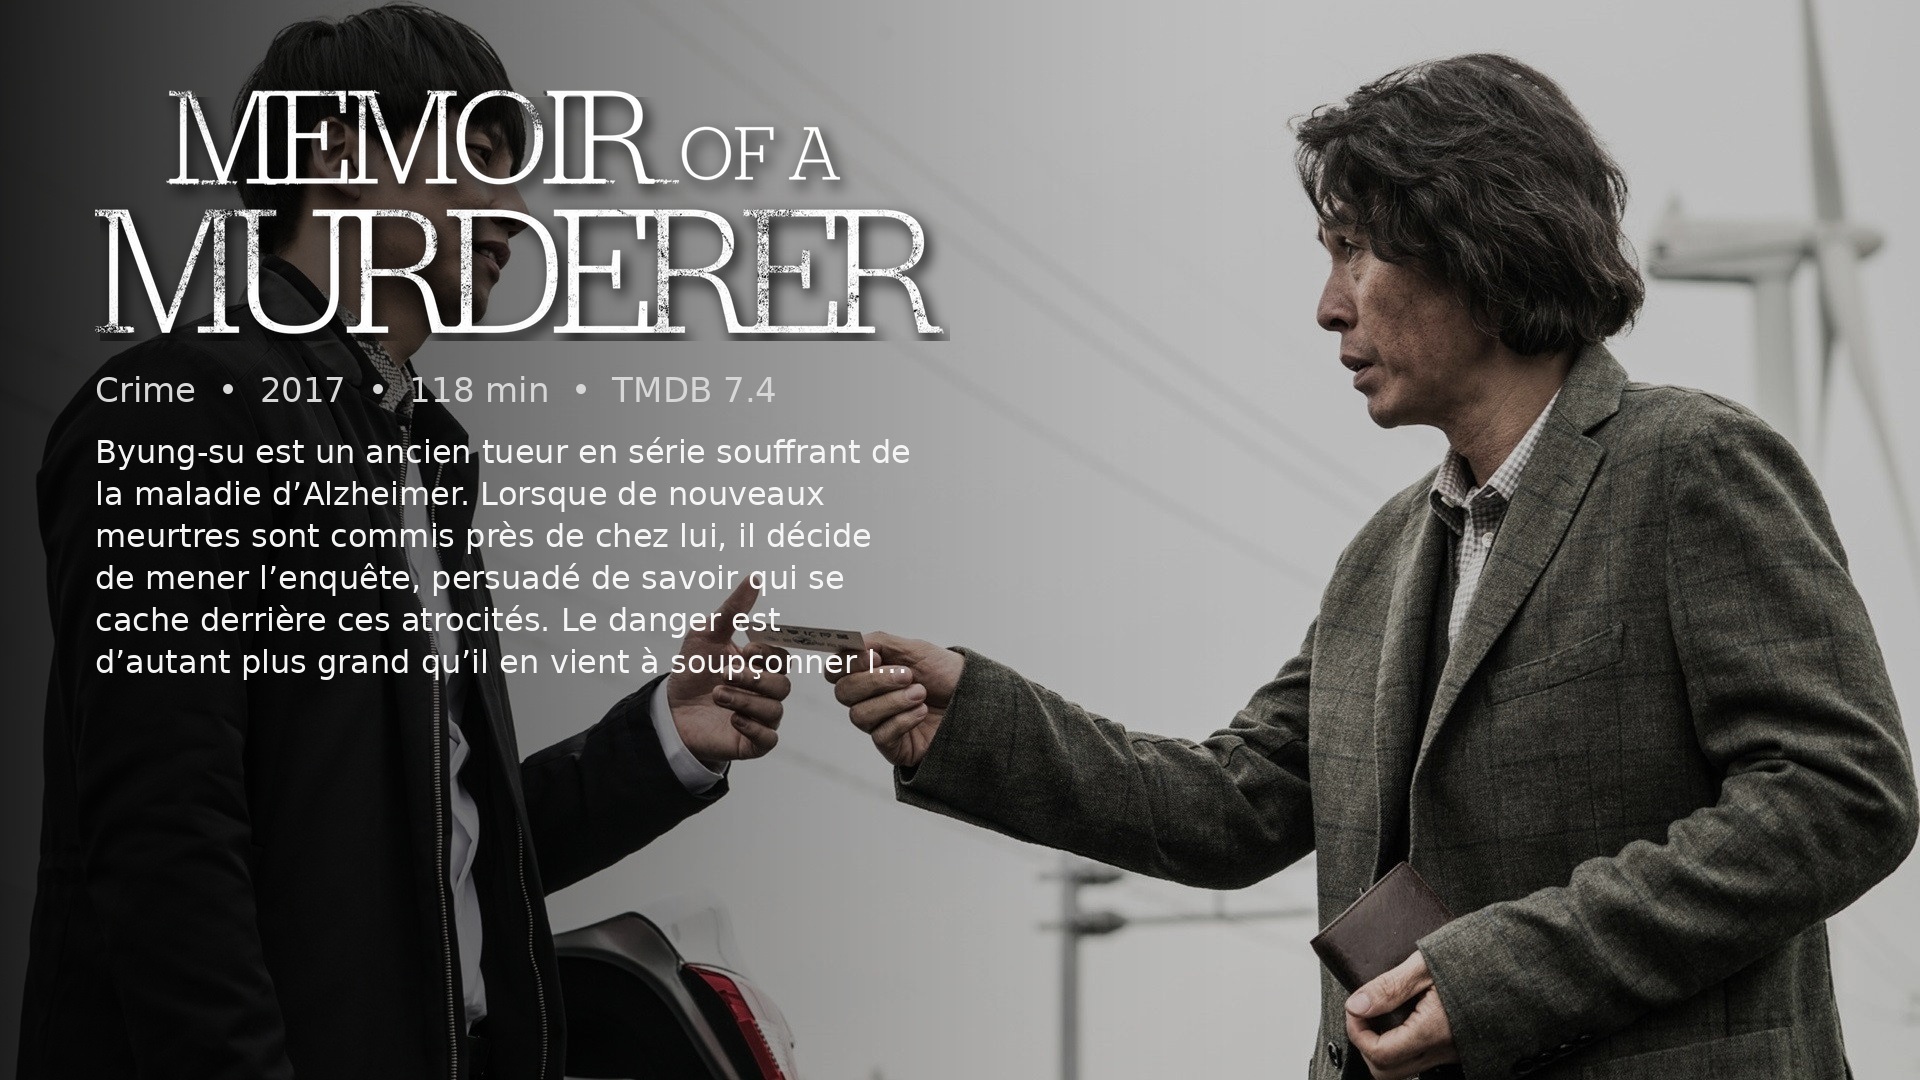 MEMOIR OF A
MURDERER
Crime • 2017 • 118 min • TMDB 7.4
Byung-su est un ancien tueur en série souffrant de
la maladie d’Alzheimer. Lorsque de nouveaux
meurtres sont commis près de chez lui, il décide
de mener l’enquête, persuadé de savoir qui se
cache derrière ces atrocités. Le danger est
d’autant plus grand qu’il en vient à soupçonner l…